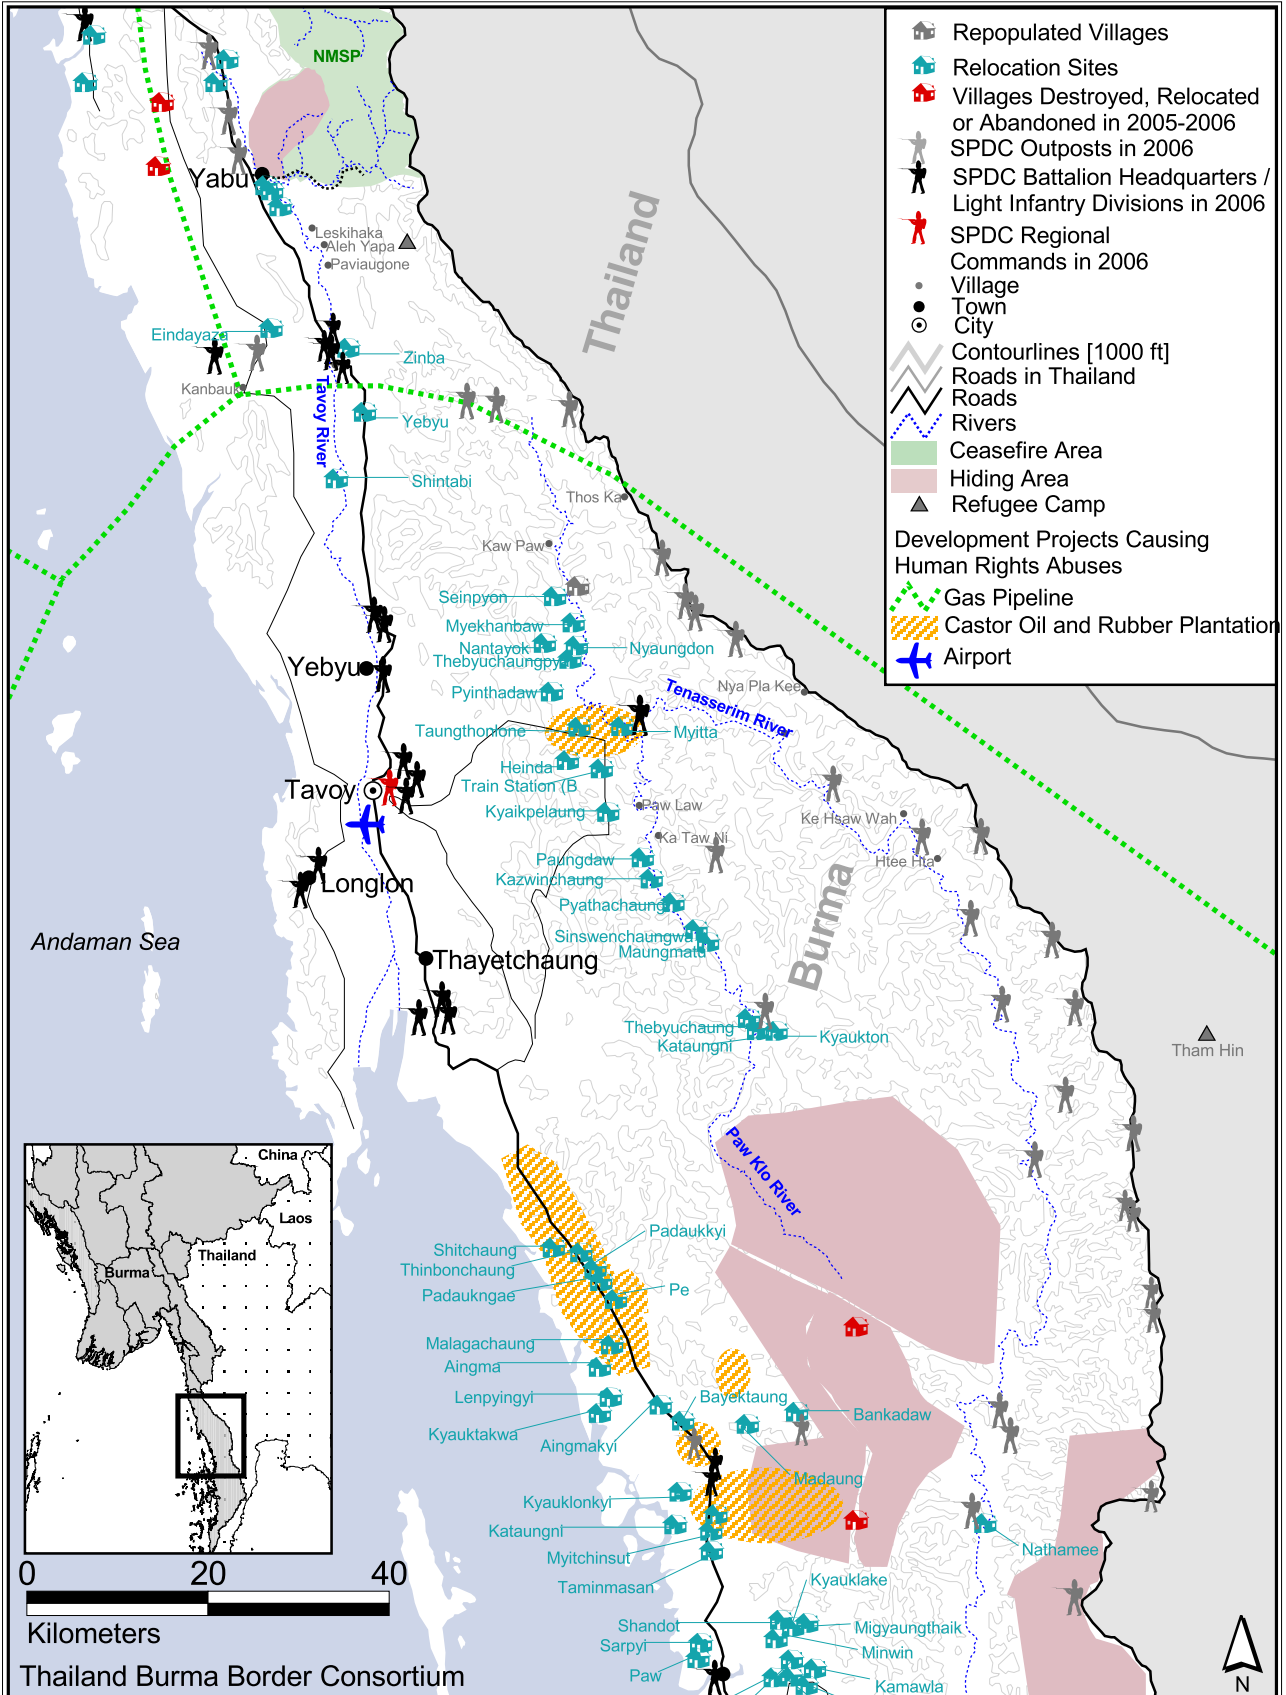 NMSP
Repopulated Villages
Relocation Sites
Villages Destroyed, Relocated
or Abandoned in 2005-2006
SPDC Outposts in 2006
SPDC Battalion Headquarters /
Light Infantry Divisions in 2006
SPDC Regional
Commands in 2006
Village
Town
City
Contourlines [1000 ft]
Roads in Thailand
Roads
Rivers
Ceasefire Area
Hiding Area
Refugee Camp
Development Projects Causing
Human Rights Abuses
Gas Pipeline
Castor Oil and Rubber Plantation
Airport
Yabu
Leskihaka
Aleh Yapa
Paviaugone
Thailand
Eindayaza
Zinba
Kanbauk
Tavoy River
Yebyu
Shintabi
Thos Ka
Kaw Paw
Seinpyon
Myekhanbaw
Nantayok
Nyaungdon
Thebyuchaungpy
Yebyu
Pyinthadaw
Nya Pla Kee
Tenasserim River
Taungthonlone
Myitta
Heinda
Train Station (B
Tavoy
Kyaikpelaung
Paw Law
Ke Hsaw Wah
Ka Taw Ni
Htee Hta
Paungdaw
Kazwinchaung
Longlon
Pyathachaung
Burma
Sinswenchaungwa
Maungmatu
Andaman Sea
Thayetchaung
Thebyuchaung
Kataungni
Kyaukton
Tham Hin
Paw Klo River
China
Laos
Thailand
Burma
Padaukkyi
Shitchaung
Thinbonchaung
Padaukngae
Pe
Malagachaung
Aingma
Lenpyingyi
Bayektaung
Bankadaw
Kyauktakwa
Aingmakyi
Madaung
Kyauklonkyi
Kataungni
Nathamee
Myitchinsut
Taminmasan
Kyauklake
Shandot
Migyaungthaik
Sarpyi
Minwin
Paw
Kamawla
0 20 40
Kilometers
Thailand Burma Border Consortium
N